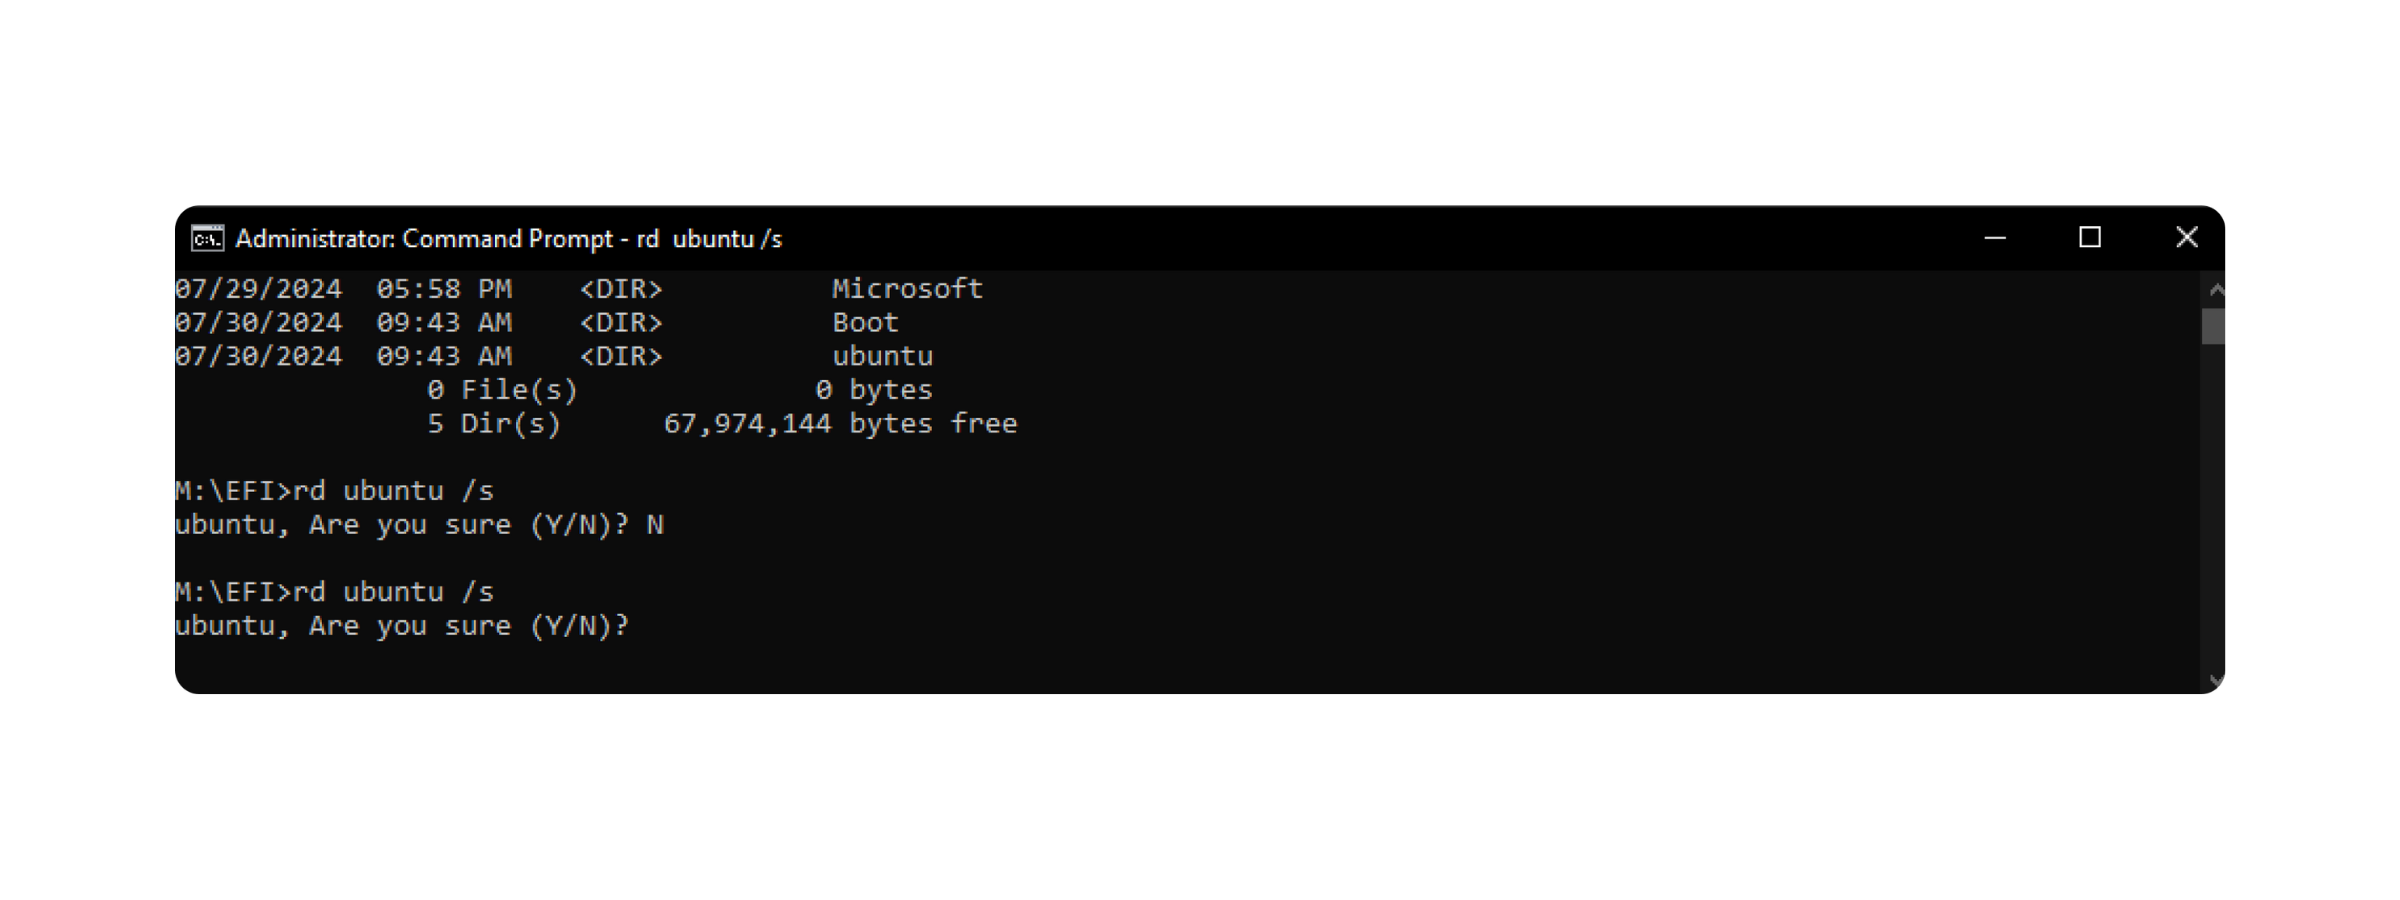 Administrator: Command Prompt - rd  ubuntu /s
07/29/2024  05:58 PM    <DIR>          Microsoft
07/30/2024  09:43 AM    <DIR>          Boot
07/30/2024  09:43 AM    <DIR>          ubuntu
               0 File(s)              0 bytes
               5 Dir(s)      67,974,144 bytes free
M:\EFI>rd ubuntu /s
ubuntu, Are you sure (Y/N)? N
M:\EFI>rd ubuntu /s
ubuntu, Are you sure (Y/N)?